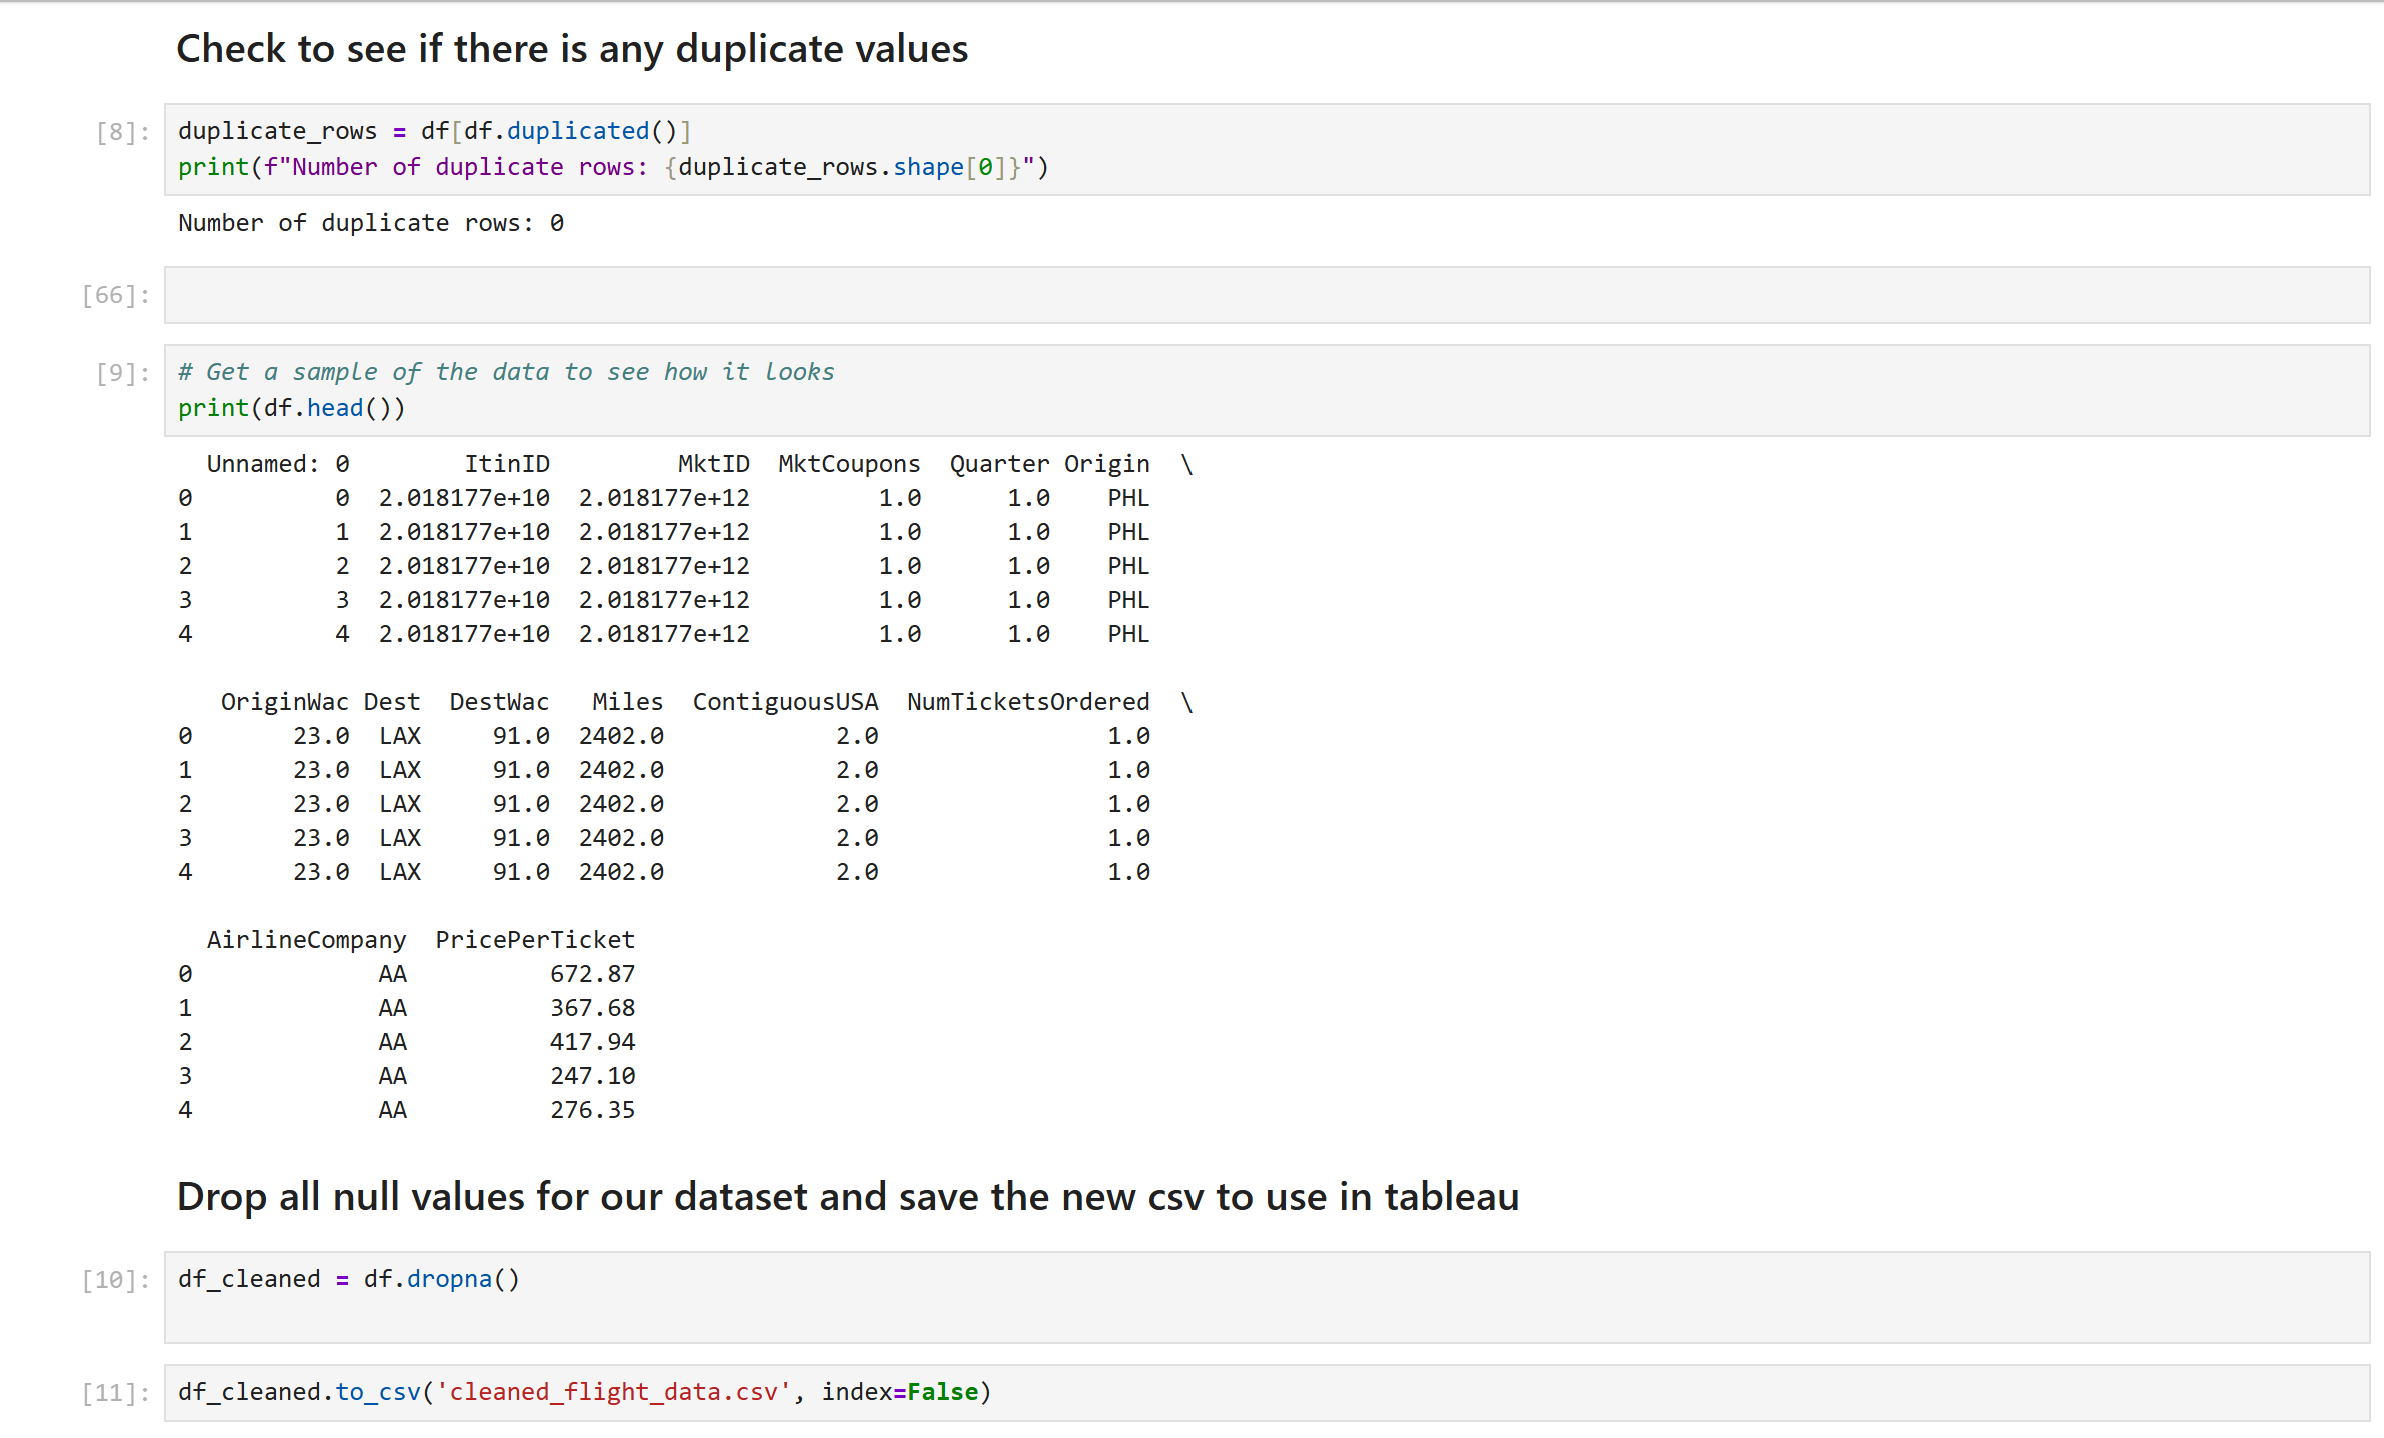 Check to see if there is any duplicate values
[8]: duplicate_rows = df[df.duplicated()]
print(f"Number of duplicate rows: {duplicate_rows.shape[0]}")
Number of duplicate rows: 0
[66]:
[9]: # Get a sample of the data to see how it looks
print(df.head())
  Unnamed: 0        ItinID         MktID  MktCoupons  Quarter Origin  \
0          0  2.018177e+10  2.018177e+12         1.0      1.0    PHL
1          1  2.018177e+10  2.018177e+12         1.0      1.0    PHL
2          2  2.018177e+10  2.018177e+12         1.0      1.0    PHL
3          3  2.018177e+10  2.018177e+12         1.0      1.0    PHL
4          4  2.018177e+10  2.018177e+12         1.0      1.0    PHL
   OriginWac Dest  DestWac   Miles  ContiguousUSA  NumTicketsOrdered  \
0       23.0  LAX     91.0  2402.0            2.0                1.0
1       23.0  LAX     91.0  2402.0            2.0                1.0
2       23.0  LAX     91.0  2402.0            2.0                1.0
3       23.0  LAX     91.0  2402.0            2.0                1.0
4       23.0  LAX     91.0  2402.0            2.0                1.0
  AirlineCompany  PricePerTicket
0             AA          672.87
1             AA          367.68
2             AA          417.94
3             AA          247.10
4             AA          276.35
Drop all null values for our dataset and save the new csv to use in tableau
[10]: df_cleaned = df.dropna()
[11]: df_cleaned.to_csv('cleaned_flight_data.csv', index=False)